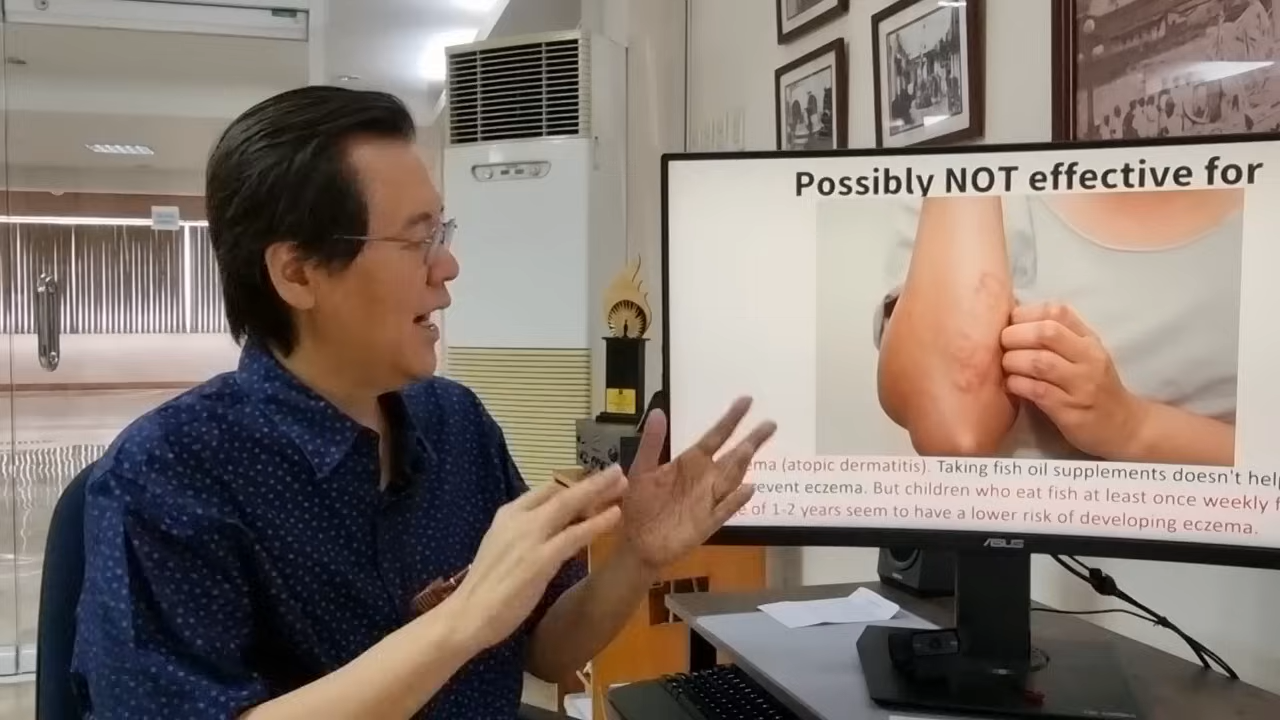 Possibly NOT effective for
ema (atopic dermatitis). Taking fish oil supplements doesn't help
revent eczema. But children who eat fish at least once weekly
of 1-2 years seem to have a lower risk of developing eczema.
ASUS